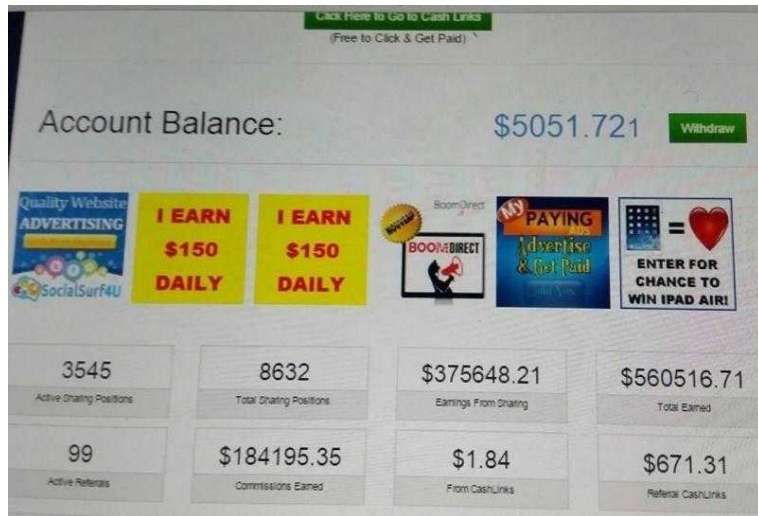 Click Here to Go to Cash Links
(Free to Click & Get Paid)
Account Balance:
$5051.721
Withdraw
Quality Website
ADVERTISING
SocialSurf4U
I EARN
$150
DAILY
I EARN
$150
DAILY
BoomDirect
NOUVEAU
BOOMDIRECT
My
PAYING
ADS
Advertise
& Get Paid
=
ENTER FOR
CHANCE TO
WIN IPAD AIR!
3545
Active Sharing Positions
8632
Total Sharing Positions
$375648.21
Earnings From Sharing
$560516.71
Total Earned
99
Active Referrals
$184195.35
Commissions Earned
$1.84
From CashLinks
$671.31
Referral CashLinks